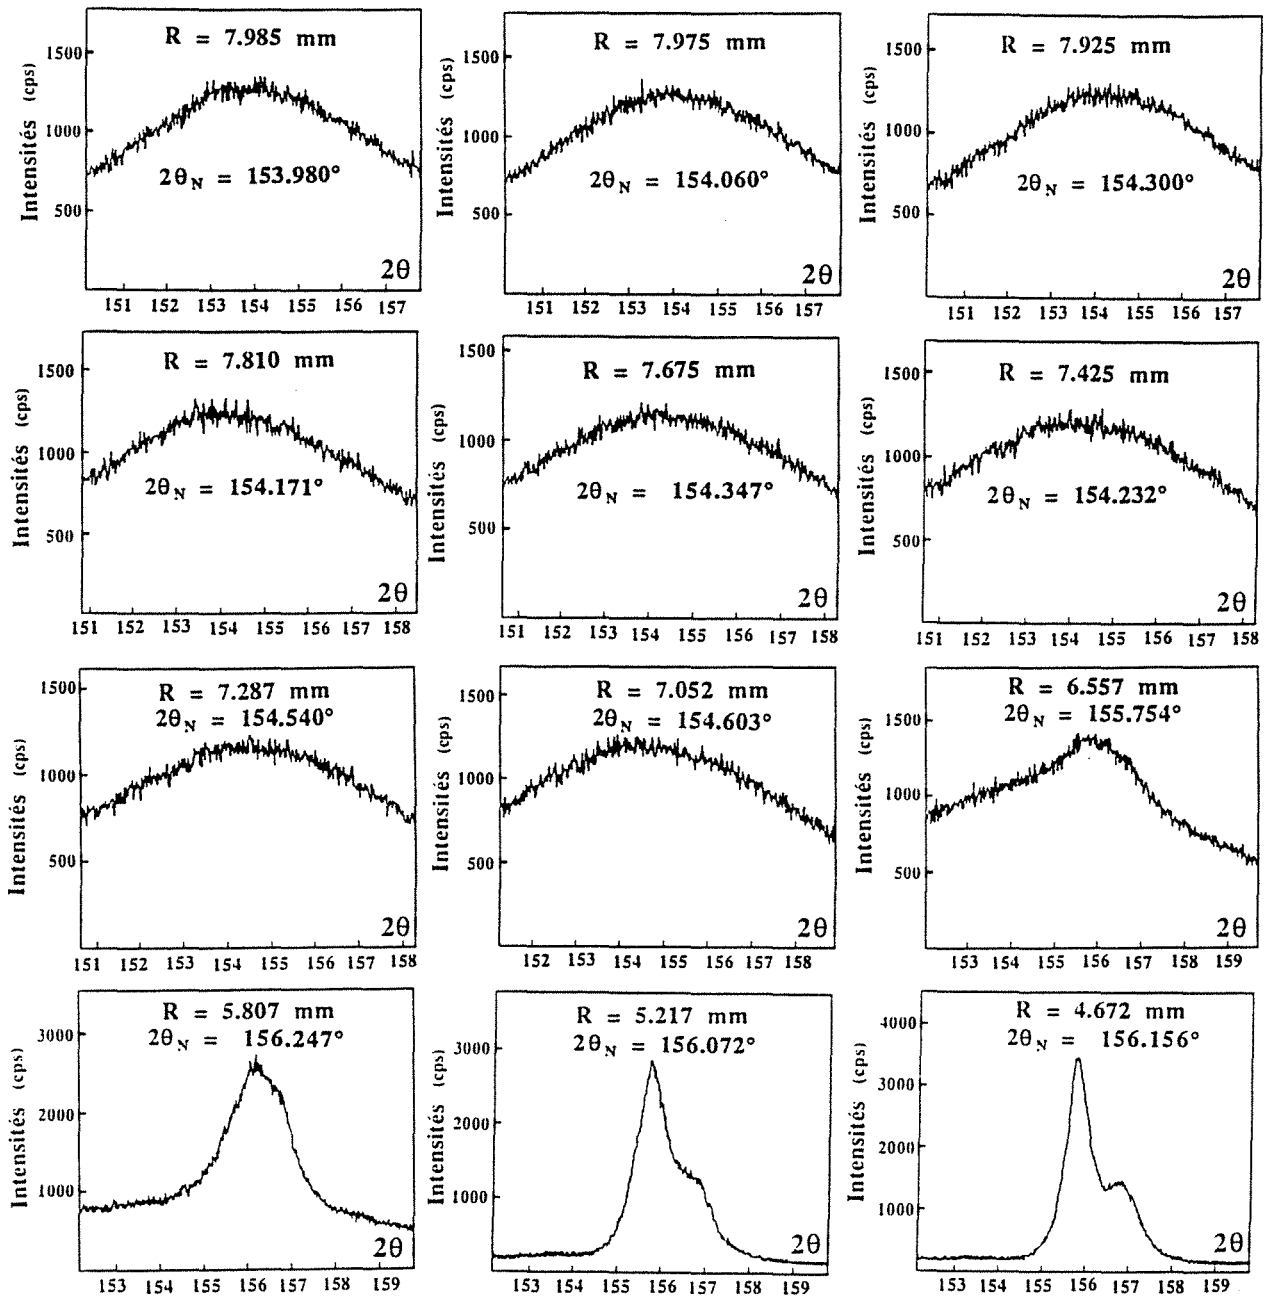 R = 7.985 mm
2θN = 153.980°
Intensités (cps)
1500
1000
500
2θ
151 152 153 154 155 156 157
R = 7.975 mm
2θN = 154.060°
Intensités (cps)
1500
1000
500
2θ
151 152 153 154 155 156 157
R = 7.925 mm
2θN = 154.300°
Intensités (cps)
1500
1000
500
2θ
151 152 153 154 155 156 157
R = 7.810 mm
2θN = 154.171°
Intensités (cps)
1500
1000
500
2θ
151 152 153 154 155 156 157 158
R = 7.675 mm
2θN = 154.347°
Intensités (cps)
1500
1000
500
2θ
151 152 153 154 155 156 157 158
R = 7.425 mm
2θN = 154.232°
Intensités (cps)
1500
1000
500
2θ
151 152 153 154 155 156 157 158
R = 7.287 mm
2θN = 154.540°
Intensités (cps)
1500
1000
500
2θ
151 152 153 154 155 156 157 158
R = 7.052 mm
2θN = 154.603°
Intensités (cps)
1500
1000
500
2θ
152 153 154 155 156 157 158
R = 6.557 mm
2θN = 155.754°
Intensités (cps)
1500
1000
500
2θ
153 154 155 156 157 158 159
R = 5.807 mm
2θN = 156.247°
Intensités (cps)
3000
2000
1000
2θ
153 154 155 156 157 158 159
R = 5.217 mm
2θN = 156.072°
Intensités (cps)
3000
2000
1000
2θ
153 154 155 156 157 158 159
R = 4.672 mm
2θN = 156.156°
Intensités (cps)
4000
3000
2000
1000
2θ
153 154 155 156 157 158 159